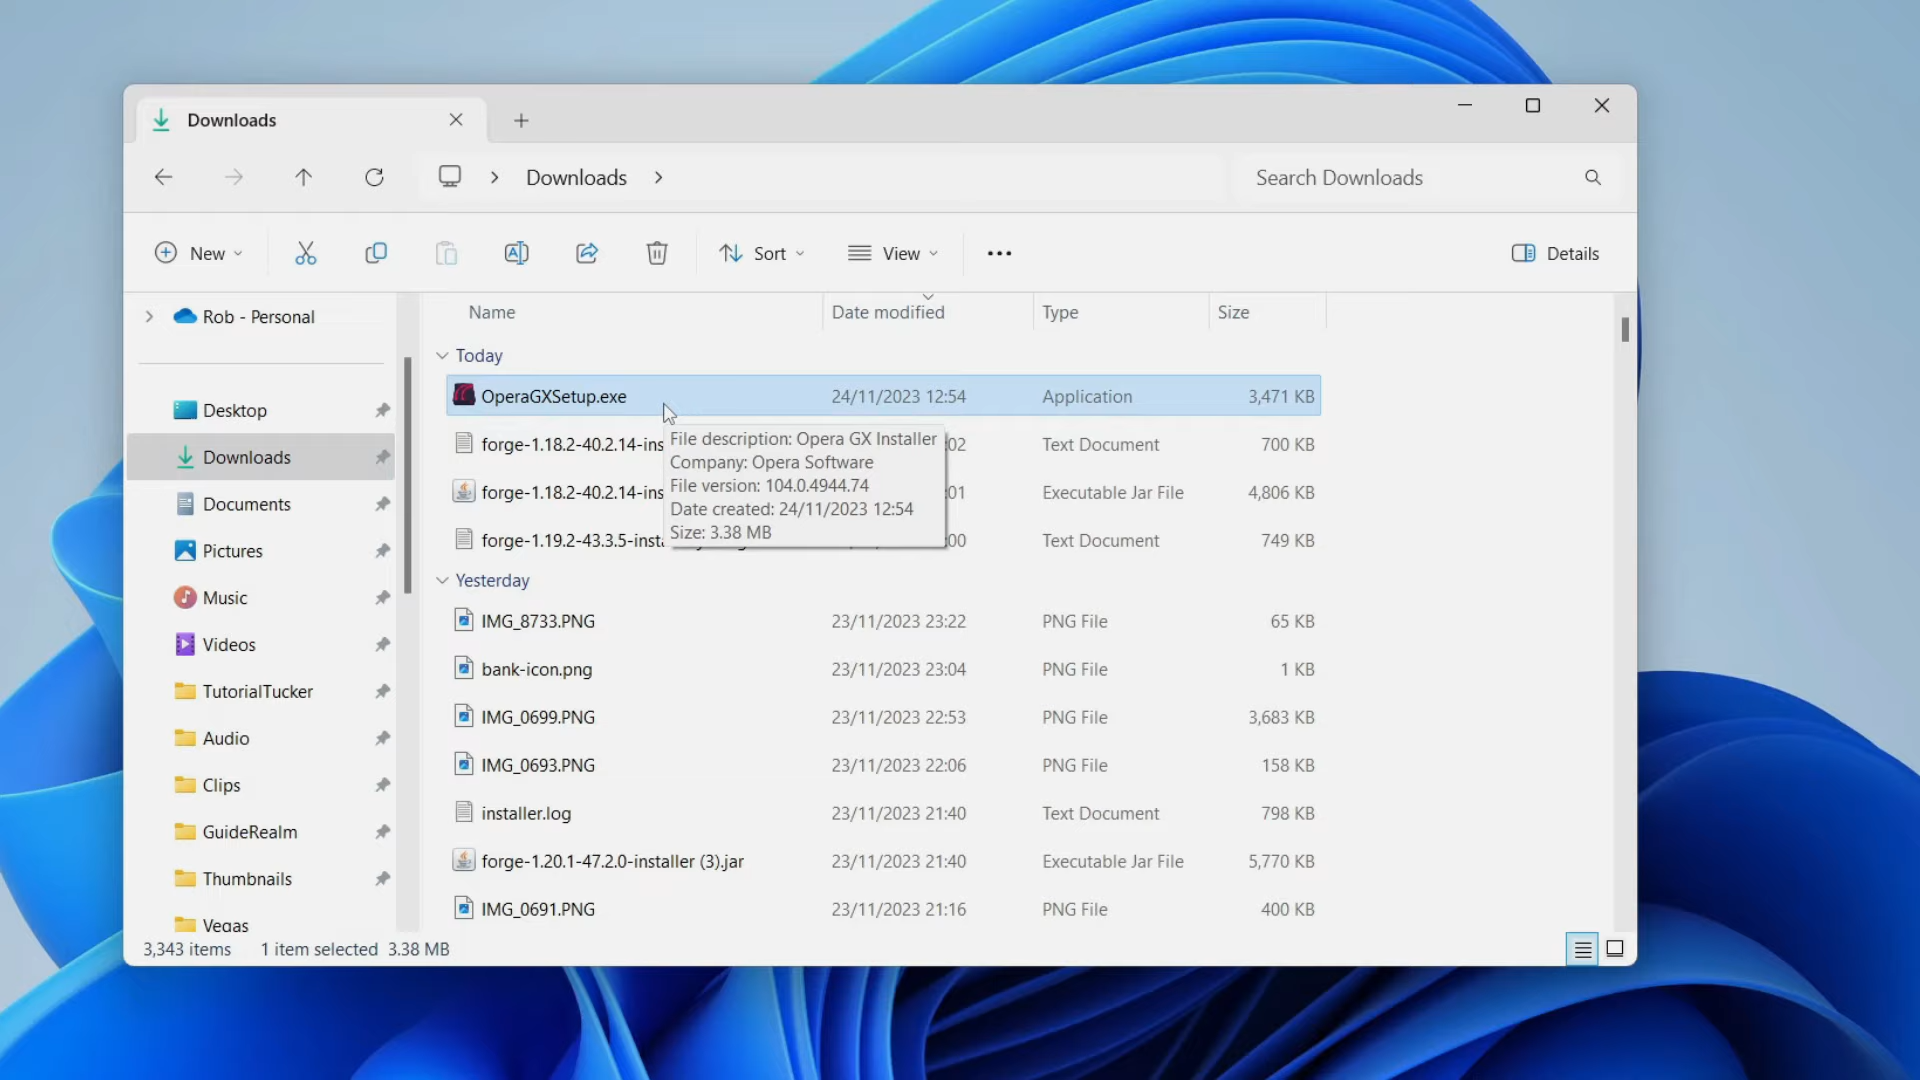 Downloads
Downloads
Search Downloads
New
Sort
View
Details
Rob - Personal
Desktop
Downloads
Documents
Pictures
Music
Videos
TutorialTucker
Audio
Clips
GuideRealm
Thumbnails
Vegas
Name Date modified Type Size
Today
OperaGXSetup.exe 24/11/2023 12:54 Application 3,471 KB
forge-1.18.2-40.2.14-ins :02 Text Document 700 KB
forge-1.18.2-40.2.14-ins :01 Executable Jar File 4,806 KB
forge-1.19.2-43.3.5-insta :00 Text Document 749 KB
File description: Opera GX Installer
Company: Opera Software
File version: 104.0.4944.74
Date created: 24/11/2023 12:54
Size: 3.38 MB
Yesterday
IMG_8733.PNG 23/11/2023 23:22 PNG File 65 KB
bank-icon.png 23/11/2023 23:04 PNG File 1 KB
IMG_0699.PNG 23/11/2023 22:53 PNG File 3,683 KB
IMG_0693.PNG 23/11/2023 22:06 PNG File 158 KB
installer.log 23/11/2023 21:40 Text Document 798 KB
forge-1.20.1-47.2.0-installer (3).jar 23/11/2023 21:40 Executable Jar File 5,770 KB
IMG_0691.PNG 23/11/2023 21:16 PNG File 400 KB
3,343 items 1 item selected 3.38 MB